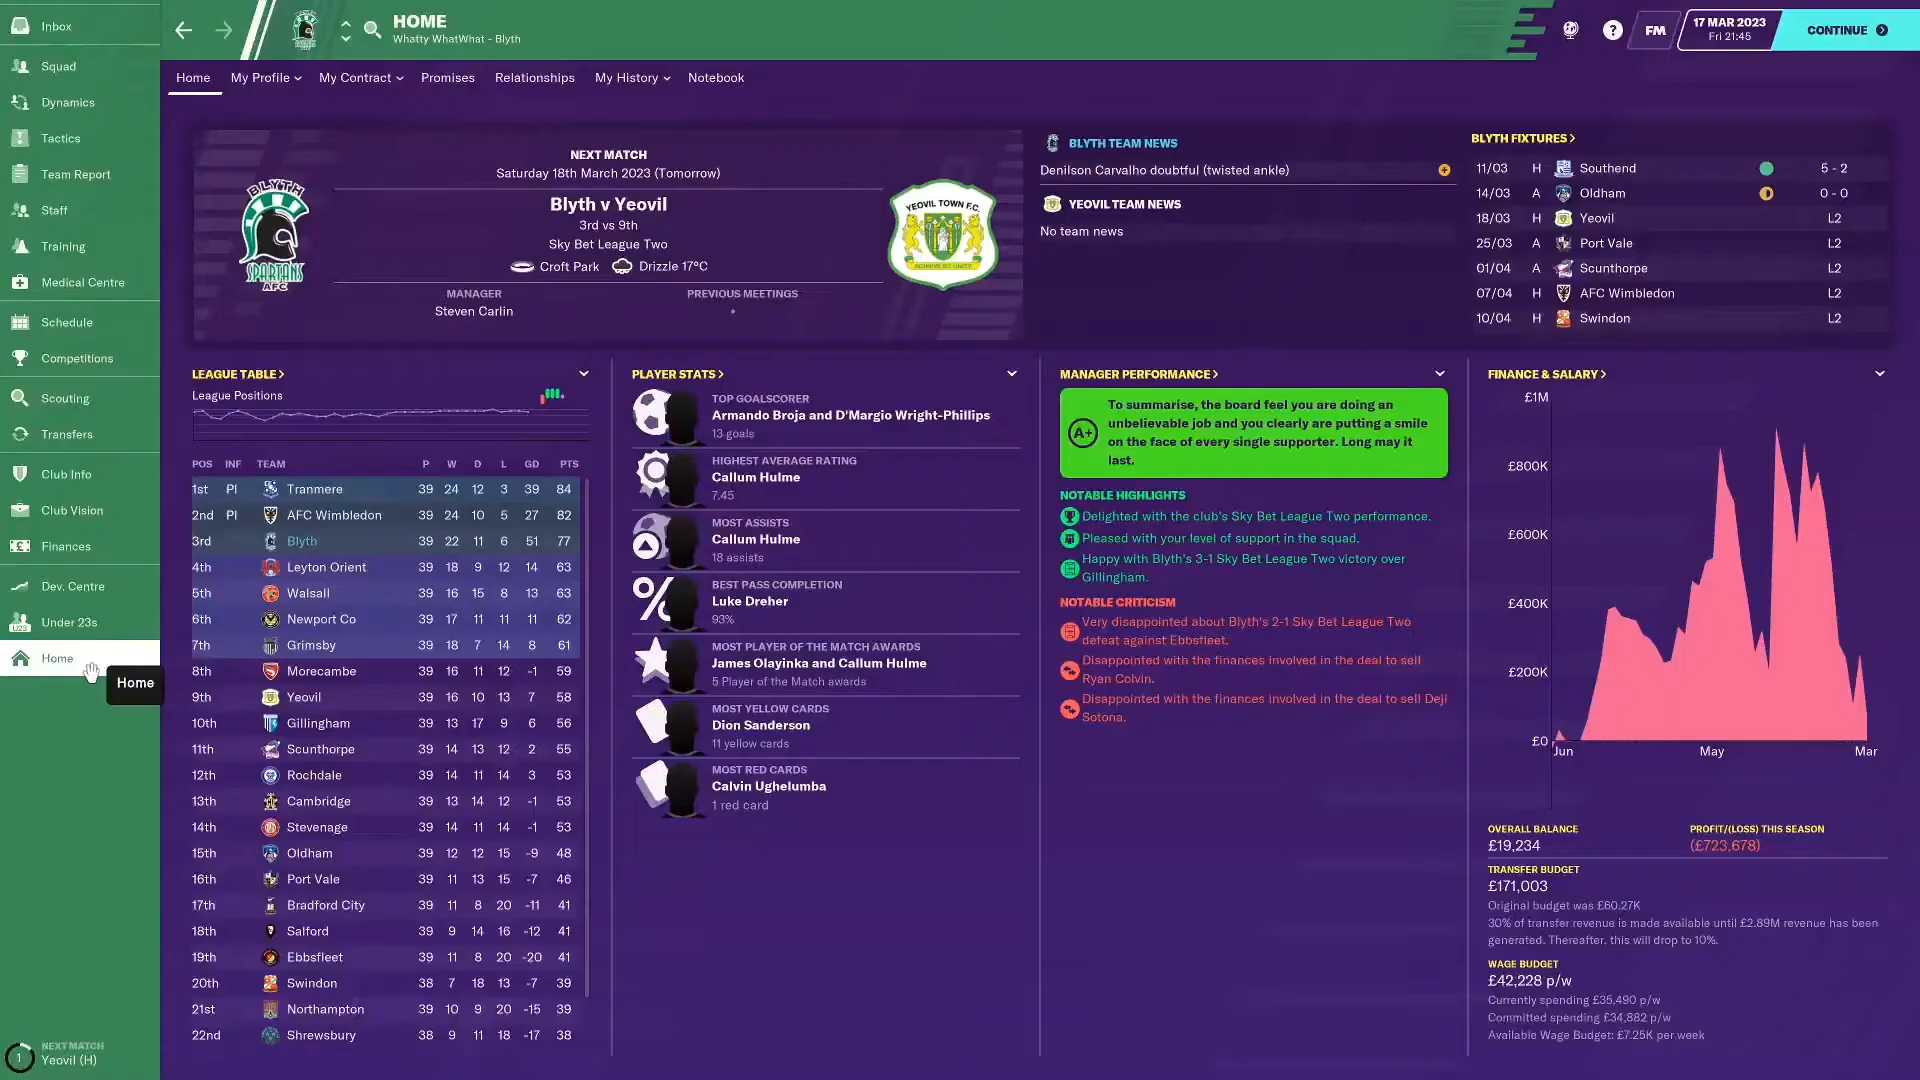 Inbox
Squad
Dynamics
Tactics
Team Report
Staff
Training
Medical Centre
Schedule
Competitions
Scouting
Transfers
Club Info
Club Vision
Finances
Dev. Centre
U23
Under 23s
Home
Home
1
NEXT MATCH
Yeovil (H)
HOME
Whatty WhatWhat - Blyth
?
FM
17 MAR 2023
Fri 21:45
CONTINUE
Home My Profile My Contract Promises Relationships My History Notebook
BLYTH
SPARTANS
AFC
NEXT MATCH
Saturday 18th March 2023 (Tomorrow)
Blyth v Yeovil
3rd vs 9th
Sky Bet League Two
Croft Park Drizzle 17°C
MANAGER
Steven Carlin
PREVIOUS MEETINGS
YEOVIL TOWN F.C.
ACHIEVE BY UNITY
BLYTH TEAM NEWS
Denilson Carvalho doubtful (twisted ankle)
YEOVIL TEAM NEWS
No team news
BLYTH FIXTURES >
11/03 H Southend 5 - 2
14/03 A Oldham 0 - 0
18/03 H Yeovil L2
25/03 A Port Vale L2
01/04 A Scunthorpe L2
07/04 H AFC Wimbledon L2
10/04 H Swindon L2
LEAGUE TABLE >
League Positions
POS INF TEAM P W D L GD PTS
1st Pl Tranmere 39 24 12 3 39 84
2nd Pl AFC Wimbledon 39 24 10 5 27 82
3rd Blyth 39 22 11 6 51 77
4th Leyton Orient 39 18 9 12 14 63
5th Walsall 39 16 15 8 13 63
6th Newport Co 39 17 11 11 11 62
7th Grimsby 39 18 7 14 8 61
8th Morecambe 39 16 11 12 -1 59
9th Yeovil 39 16 10 13 7 58
10th Gillingham 39 13 17 9 6 56
11th Scunthorpe 39 14 13 12 2 55
12th Rochdale 39 14 11 14 3 53
13th Cambridge 39 13 14 12 -1 53
14th Stevenage 39 14 11 14 -1 53
15th Oldham 39 12 12 15 -9 48
16th Port Vale 39 11 13 15 -7 46
17th Bradford City 39 11 8 20 -11 41
18th Salford 39 9 14 16 -12 41
19th Ebbsfleet 39 11 8 20 -20 41
20th Swindon 38 7 18 13 -7 39
21st Northampton 39 10 9 20 -15 39
22nd Shrewsbury 38 9 11 18 -17 38
PLAYER STATS >
TOP GOALSCORER
Armando Broja and D'Margio Wright-Phillips
13 goals
HIGHEST AVERAGE RATING
Callum Hulme
7.45
MOST ASSISTS
Callum Hulme
18 assists
BEST PASS COMPLETION
Luke Dreher
93%
MOST PLAYER OF THE MATCH AWARDS
James Olayinka and Callum Hulme
5 Player of the Match awards
MOST YELLOW CARDS
Dion Sanderson
11 yellow cards
MOST RED CARDS
Calvin Ughelumba
1 red card
MANAGER PERFORMANCE >
A+
To summarise, the board feel you are doing an
unbelievable job and you clearly are putting a smile
on the face of every single supporter. Long may it
last.
NOTABLE HIGHLIGHTS
Delighted with the club's Sky Bet League Two performance.
Pleased with your level of support in the squad.
Happy with Blyth's 3-1 Sky Bet League Two victory over
Gillingham.
NOTABLE CRITICISM
Very disappointed about Blyth's 2-1 Sky Bet League Two
defeat against Ebbsfleet.
Disappointed with the finances involved in the deal to sell
Ryan Colvin.
Disappointed with the finances involved in the deal to sell Deji
Sotona.
FINANCE & SALARY >
£1M
£800K
£600K
£400K
£200K
£0
Jun May Mar
OVERALL BALANCE
£19,234
PROFIT/(LOSS) THIS SEASON
(£723,678)
TRANSFER BUDGET
£171,003
Original budget was £60.27K
30% of transfer revenue is made available until £2.89M revenue has been
generated. Thereafter, this will drop to 10%.
WAGE BUDGET
£42,228 p/w
Currently spending £35,490 p/w
Committed spending £34,882 p/w
Available Wage Budget: £7.25K per week